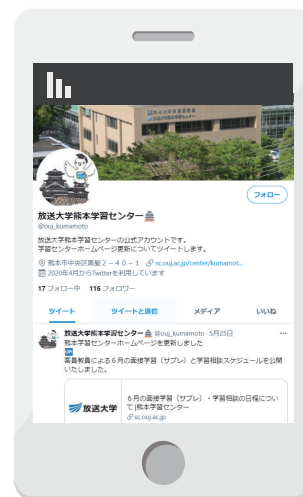 フォロー
放送大学熊本学習センター🏯
@ouj_kumamoto
放送大学熊本学習センターの公式アカウントです。
学習センターホームページ更新についてツイートします。
熊本市中央区黒髪２－４０－１ sc.ouj.ac.jp/center/kumamot...
2020年4月からTwitterを利用しています
17 フォロー中 116 フォロワー
ツイート ツイートと返信 メディア いいね
放送大学熊本学習センター🏯 @ouj_kumamoto · 5月25日 ···
熊本学習センターホームページを更新しました
UP!
客員教員による６月の面接学習（サブレ）と学習相談スケジュールを公開
いたしました。
放送大学
６月の面接学習（サブレ）・学習相談の日程につい
て |熊本学習センター
sc.ouj.ac.jp